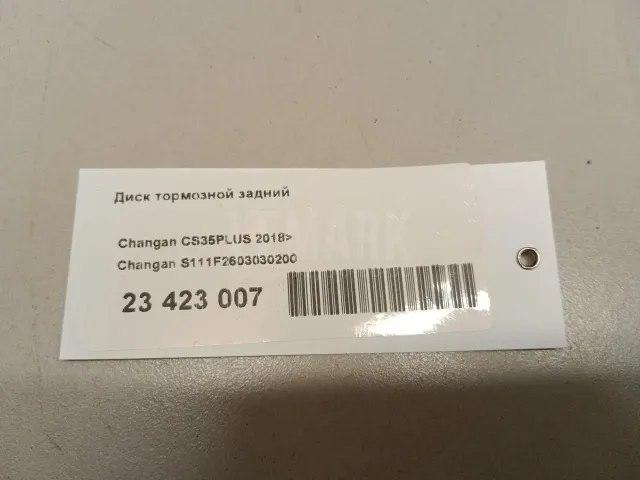 Диск тормозной задний
Changan CS35PLUS 2018>
Changan S111F2603030200
23 423 007